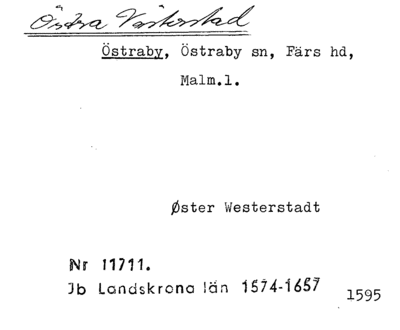 Östra Västerstad
Östraby, Östraby sn, Färs hd,
Malm.l.
Øster Westerstadt
Nr 11711.
Jb Landskrona län 1574-1657
1595